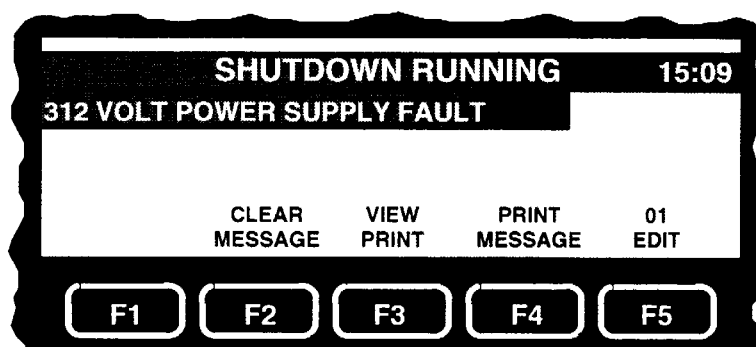 SHUTDOWN RUNNING 15:09
312 VOLT POWER SUPPLY FAULT
CLEAR VIEW PRINT 01
MESSAGE PRINT MESSAGE EDIT
F1 F2 F3 F4 F5